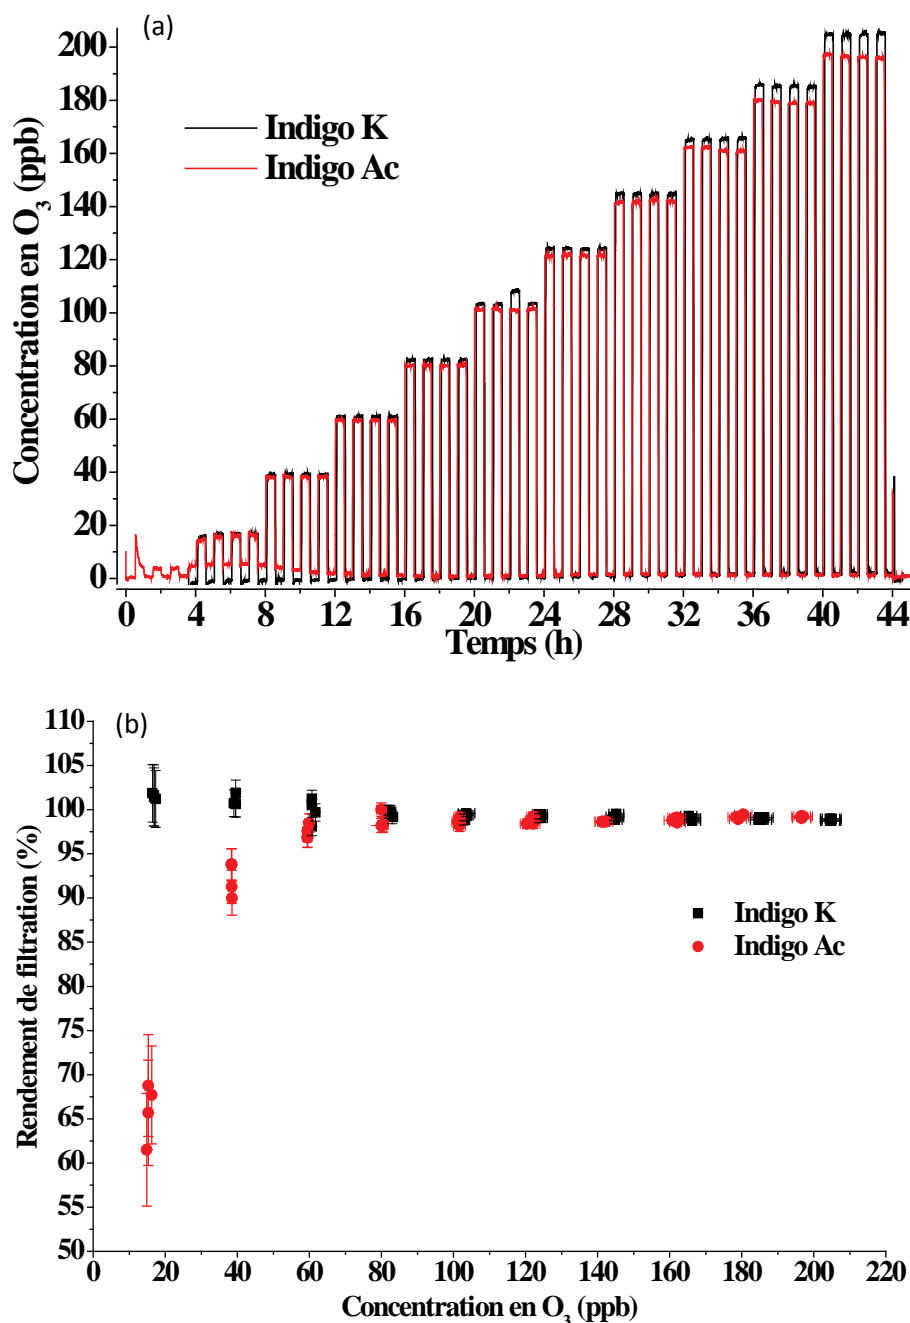 (a)
Concentration en O3 (ppb)
200
180
160
140
120
100
80
60
40
20
0
Indigo K
Indigo Ac
0 4 8 12 16 20 24 28 32 36 40 44
Temps (h)
(b)
Rendement de filtration (%)
110
105
100
95
90
85
80
75
70
65
60
55
50
Indigo K
Indigo Ac
0 20 40 60 80 100 120 140 160 180 200 220
Concentration en O3 (ppb)